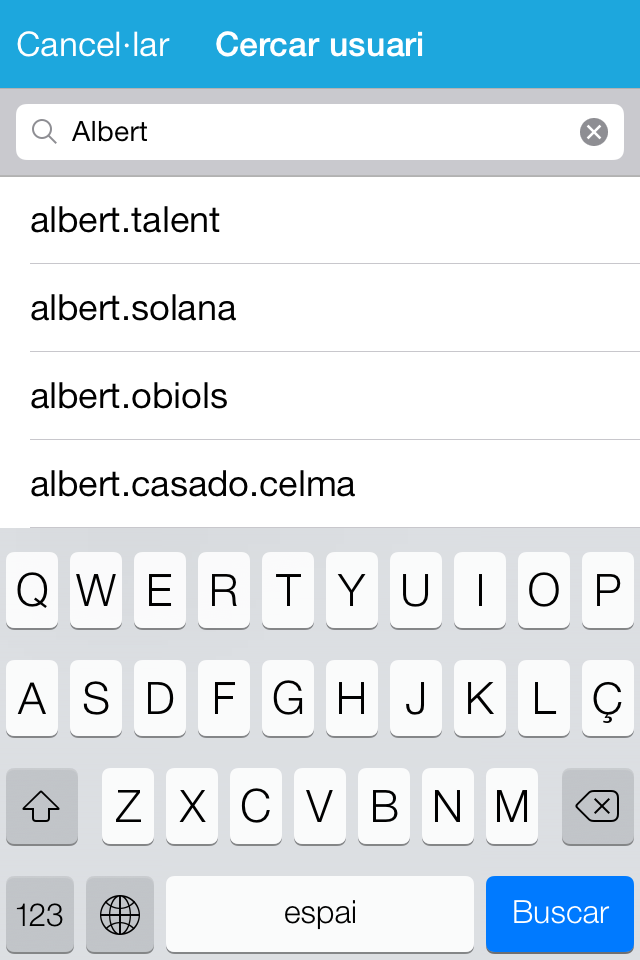 Cancel·lar Cercar usuari
Albert
albert.talent
albert.solana
albert.obiols
albert.casado.celma
Q W E R T Y U I O P
A S D F G H J K L Ç
Z X C V B N M
123 espai Buscar